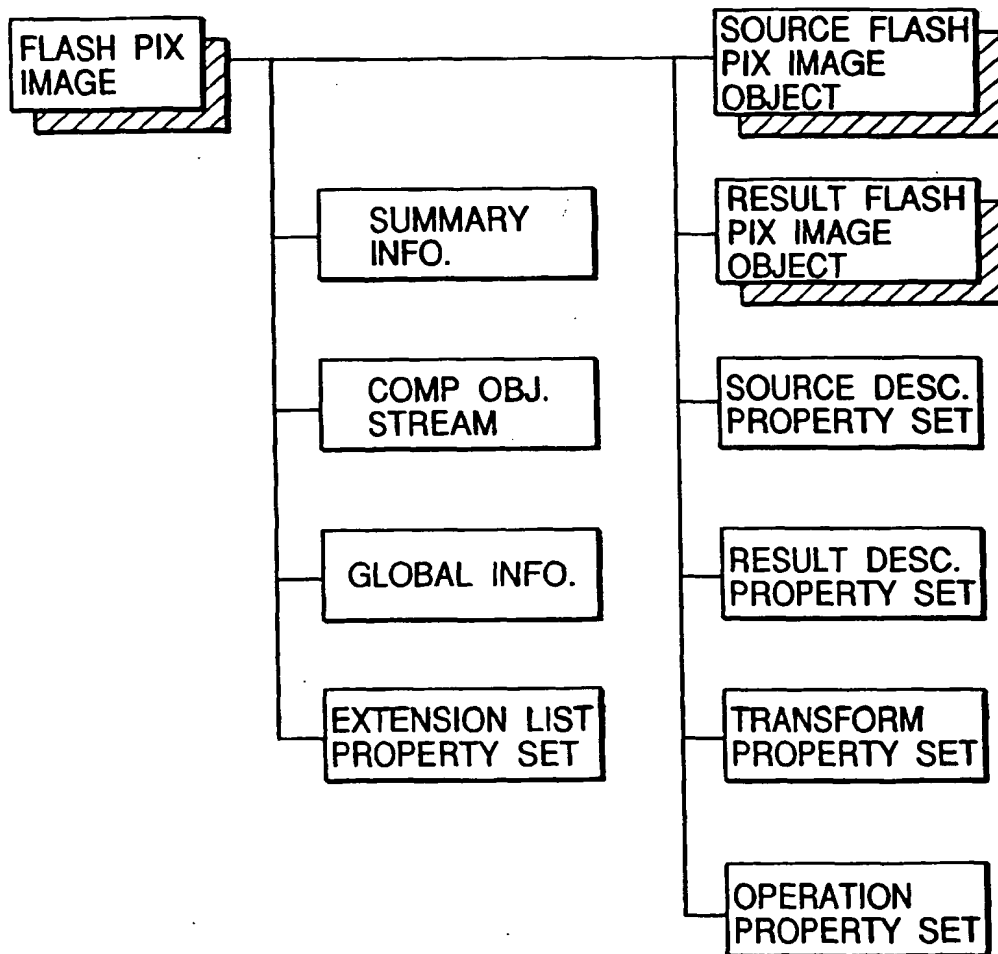 FLASH PIX
IMAGE
SUMMARY
INFO.
COMP OBJ.
STREAM
GLOBAL INFO.
EXTENSION LIST
PROPERTY SET
SOURCE FLASH
PIX IMAGE
OBJECT
RESULT FLASH
PIX IMAGE
OBJECT
SOURCE DESC.
PROPERTY SET
RESULT DESC.
PROPERTY SET
TRANSFORM
PROPERTY SET
OPERATION
PROPERTY SET